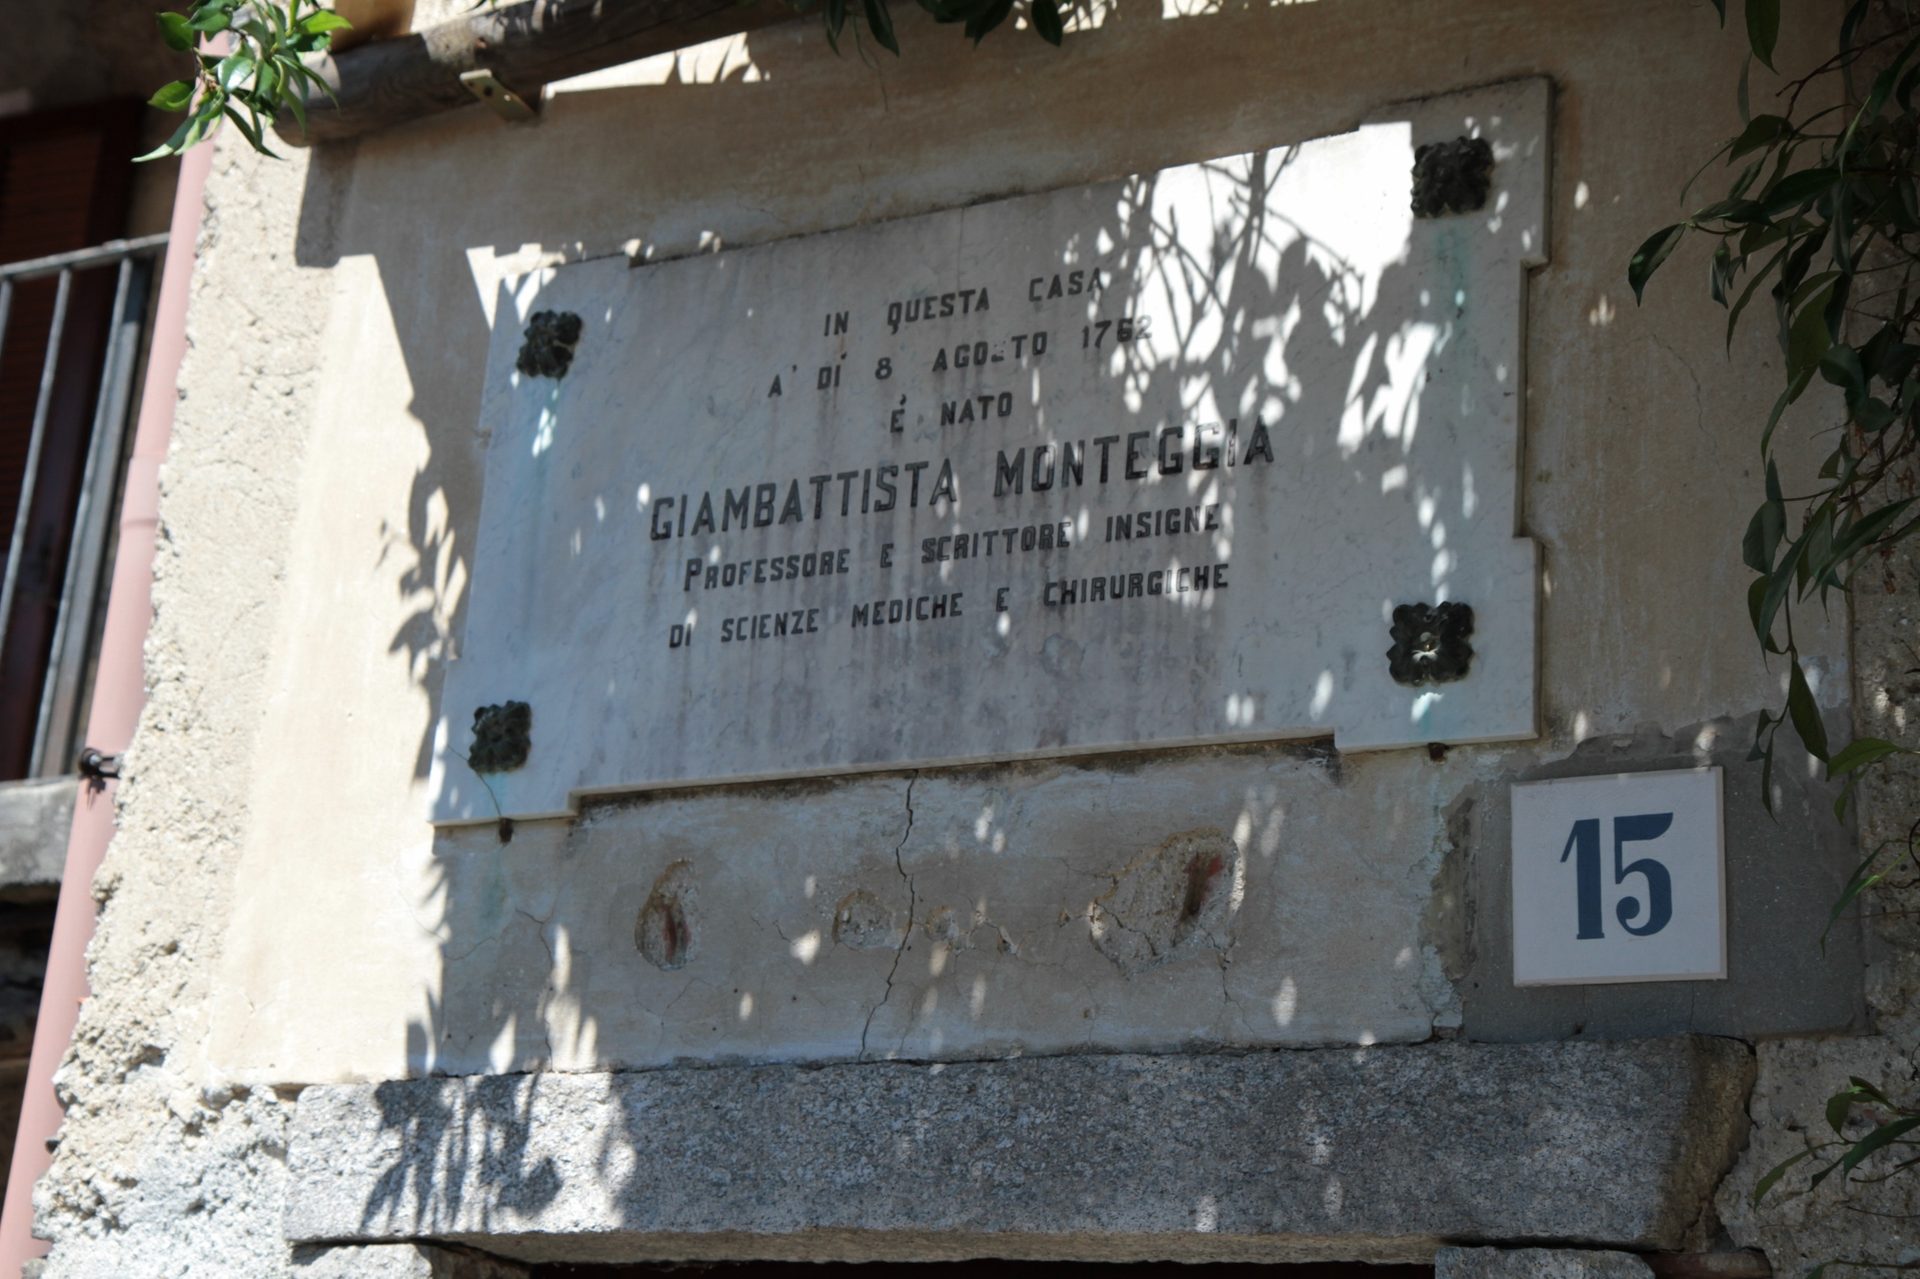 IN QUESTA CASA
A' DÌ 8 AGOSTO 1762
È NATO
GIAMBATTISTA MONTEGGIA
PROFESSORE E SCRITTORE INSIGNE
DI SCIENZE MEDICHE E CHIRURGICHE
15